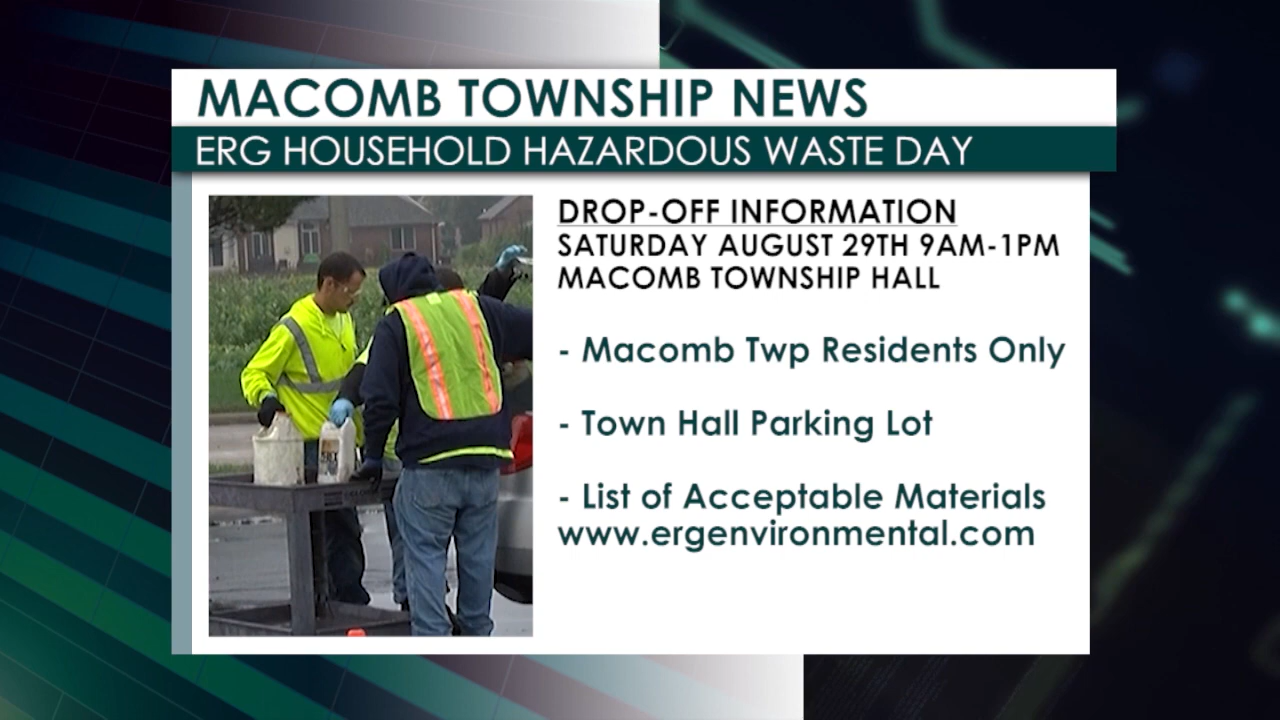 MACOMB TOWNSHIP NEWS
ERG HOUSEHOLD HAZARDOUS WASTE DAY
DROP-OFF INFORMATION
SATURDAY AUGUST 29TH 9AM-1PM
MACOMB TOWNSHIP HALL
- Macomb Twp Residents Only
- Town Hall Parking Lot
- List of Acceptable Materials
www.ergenvironmental.com